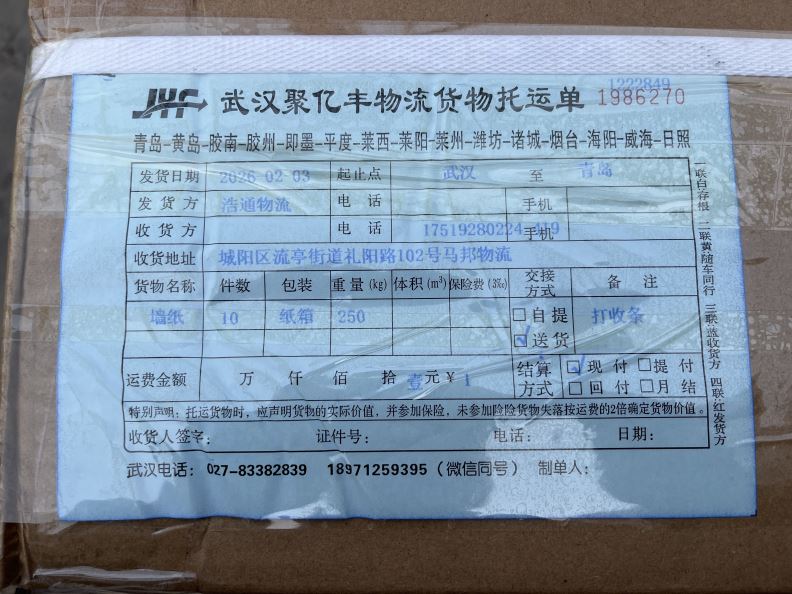 1222849
JYF 武汉聚亿丰物流货物托运单 1986270
青岛-黄岛-胶南-胶州-即墨-平度-莱西-莱阳-莱州-潍坊-诸城-烟台-海阳-威海-日照
发货日期 2026-02-03 起止点 武汉 至 青岛
发货方 浩通物流 电话 手机
收货方 电话 17519280224 手机
收货地址 城阳区流亭街道礼阳路102号马邦物流
货物名称 件数 包装 重量(kg) 体积(m³) 保险费(3‰) 交接方式 备注
墙纸 10 纸箱 250 □自提 打收条
□送货
运费金额 万 仟 佰 拾 壹元 ¥ 1 结算方式 □现付 □提付
□回付 □月结
特别声明:托运货物时,应声明货物的实际价值,并参加保险,未参加险险货物失落按运费的2倍确定货物价值。
收货人签字: 证件号: 电话: 日期:
武汉电话: 027-83382839 18971259395(微信同号) 制单人:
一联白存根 二联黄随车同行 三联蓝收货方 四联红发货方